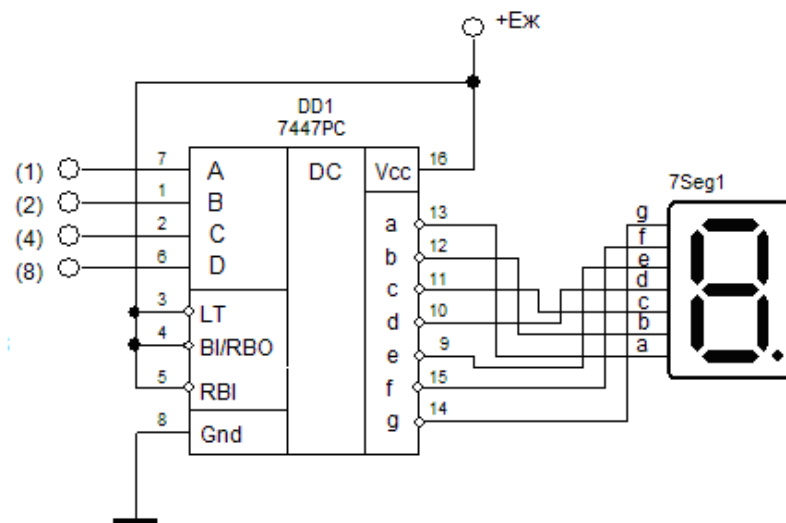 +Eж
DD1
7447PC
(1) 7 A DC Vcc 16
(2) 1 B
(4) 2 C
(8) 6 D
3 LT
4 BI/RBO
5 RBI
8 Gnd
a 13
b 12
c 11
d 10
e 9
f 15
g 14
7Seg1
g
f
e
d
c
b
a